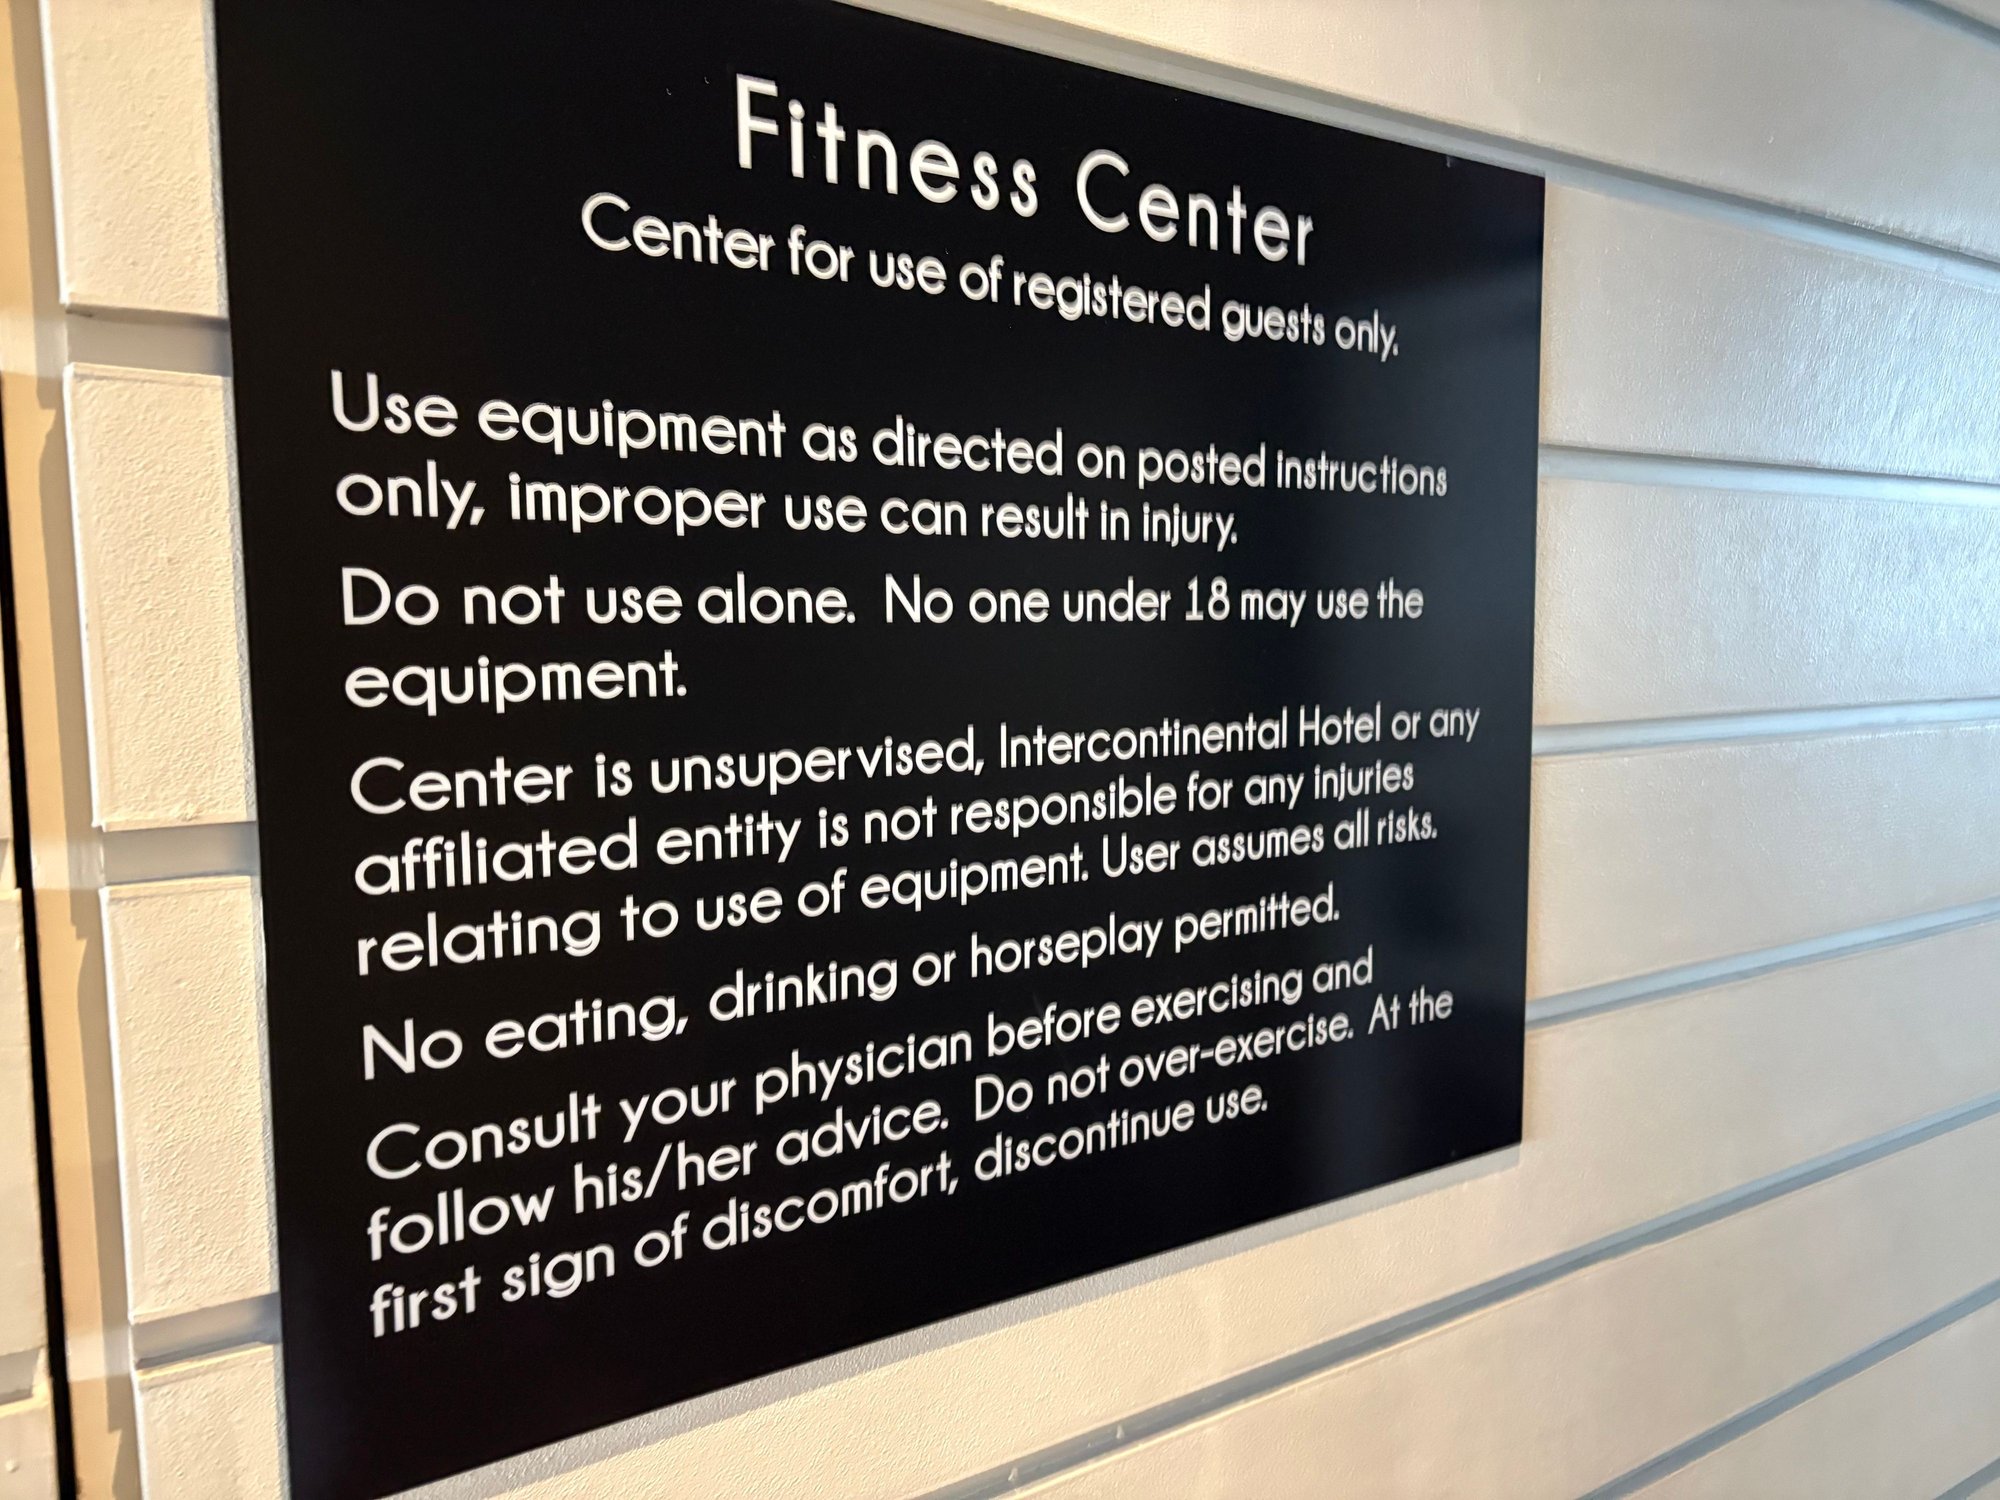 Fitness Center
Center for use of registered guests only.
Use equipment as directed on posted instructions
only, improper use can result in injury.
Do not use alone. No one under 18 may use the
equipment.
Center is unsupervised, Intercontinental Hotel or any
affiliated entity is not responsible for any injuries
relating to use of equipment. User assumes all risks.
No eating, drinking or horseplay permitted.
Consult your physician before exercising and
follow his/her advice. Do not over-exercise. At the
first sign of discomfort, discontinue use.